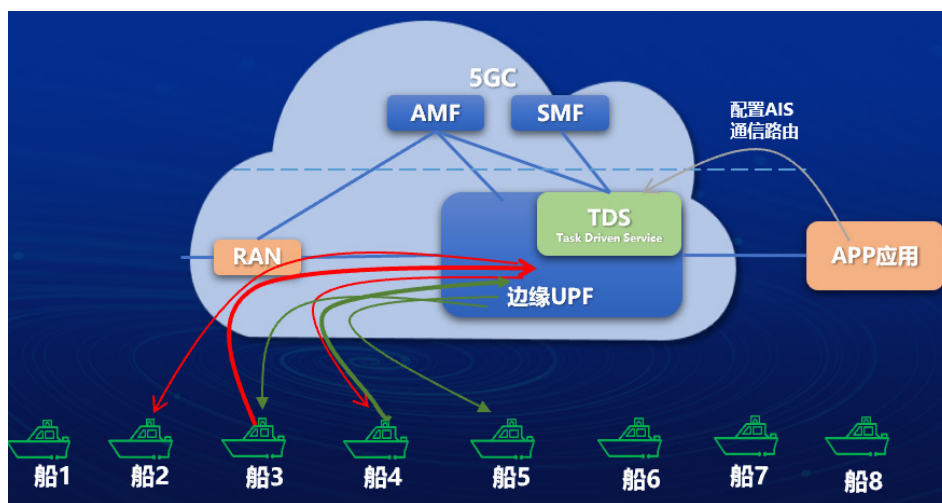 5GC
AMF
SMF
配置AIS
通信路由
TDS
Task Driven Service
RAN
APP应用
边缘UPF
船1
船2
船3
船4
船5
船6
船7
船8